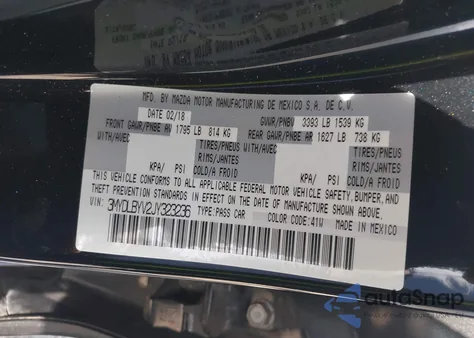 MFD. BY MAZDA MOTOR MANUFACTURING DE MEXICO S.A. DE C.V.
DATE 02/18 GVWR/PNBV 3393 LB 1539 KG
FRONT GAWR/PNBE AV 1795 LB 814 KG REAR GAWR/PNBE AR 1627 LB 738 KG
WITH/AVEC TIRES/PNEUS WITH/AVEC TIRES/PNEUS
RIMS/JANTES RIMS/JANTES
KPA/ PSI KPA/ PSI
THIS VEHICLE CONFORMS TO ALL APPLICABLE FEDERAL MOTOR VEHICLE SAFETY, BUMPER, AND
THEFT PREVENTION STANDARDS IN EFFECT ON THE DATE OF MANUFACTURE SHOWN ABOVE.
3MYDLBYV2JY323236 TYPE:PASS CAR COLOR CODE:41W MADE IN MEXICO
autoSnap